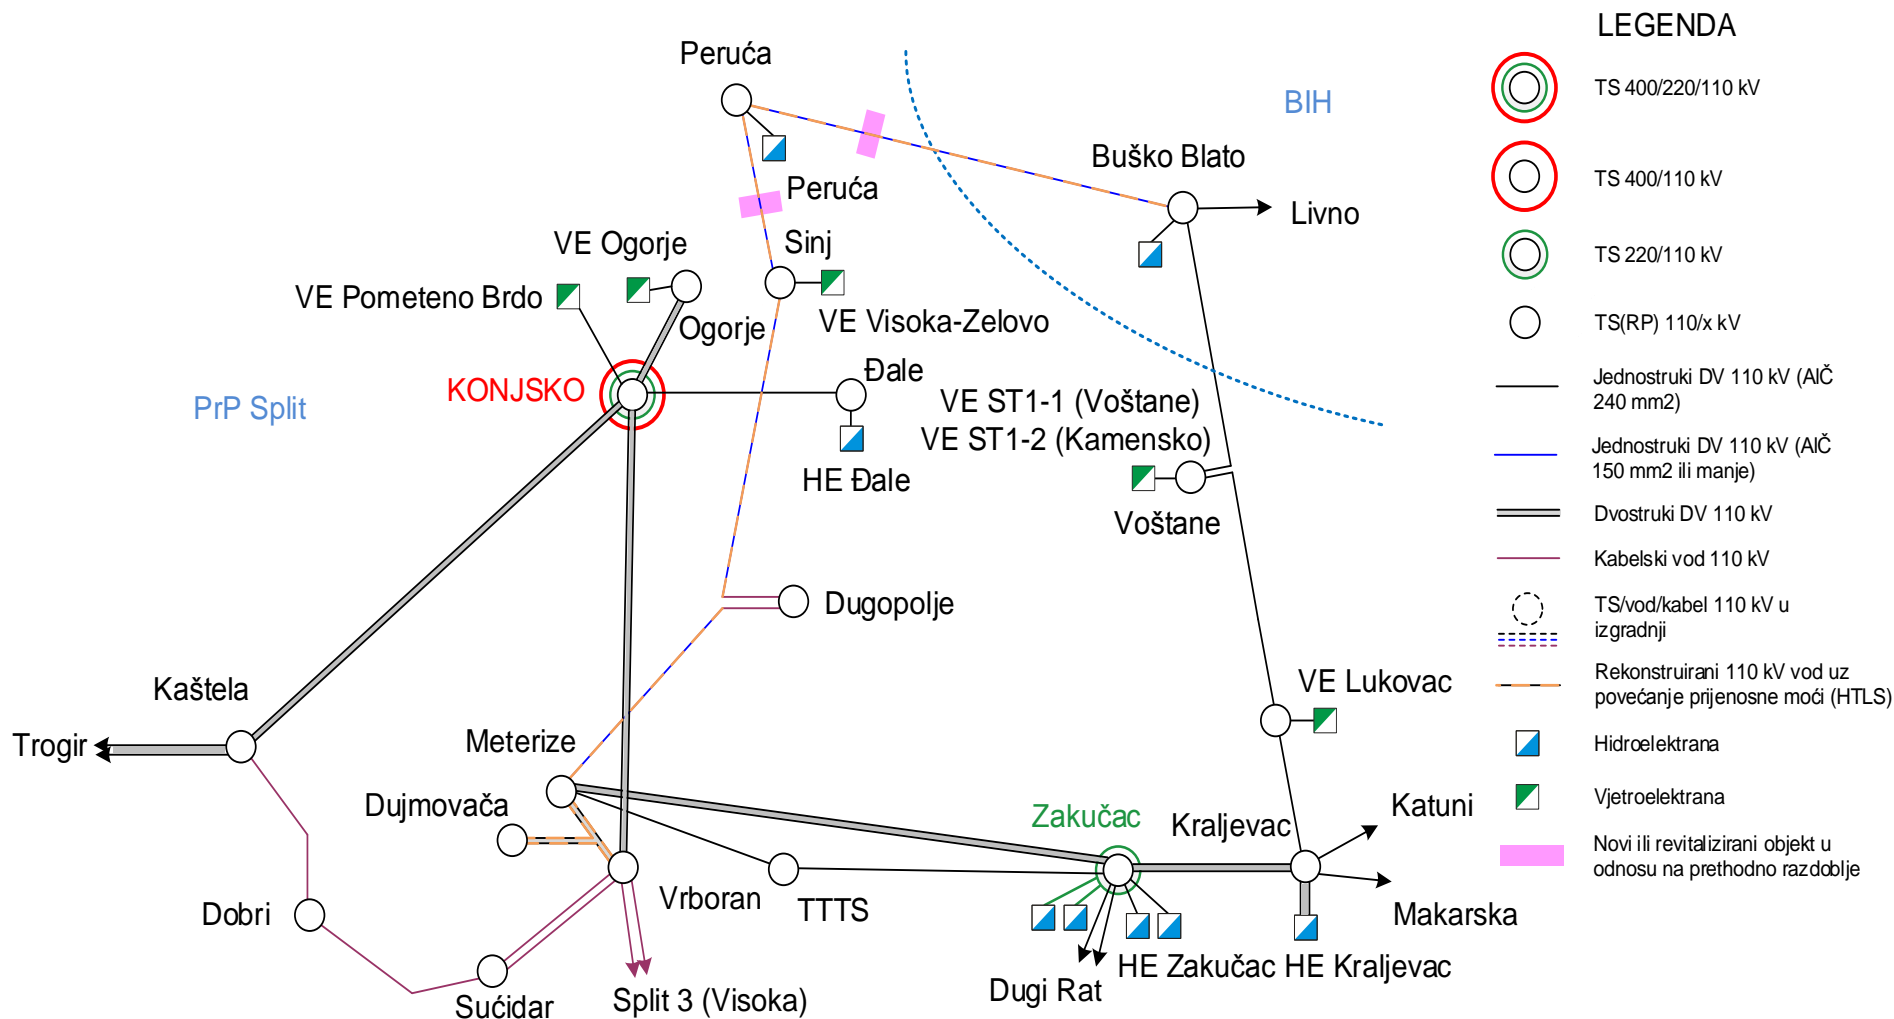 LEGENDA
Peruća
TS 400/220/110 kV
BIH
Buško Blato
TS 400/110 kV
Peruća
Livno
VE Ogorje
Sinj
TS 220/110 kV
VE Pometeno Brdo
Ogorje
VE Visoka-Zelovo
TS(RP) 110/x kV
KONJSKO
Đale
PrP Split
VE ST1-1 (Voštane)
VE ST1-2 (Kamensko)
Jednostruki DV 110 kV (AlČ
240 mm2)
HE Đale
Voštane
Jednostruki DV 110 kV (AlČ
150 mm2 ili manje)
Dvostruki DV 110 kV
Kabelski vod 110 kV
Dugopolje
TS/vod/kabel 110 kV u
izgradnji
Kaštela
VE Lukovac
Rekonstruirani 110 kV vod uz
povećanje prijenosne moći (HTLS)
Trogir
Meterize
Hidroelektrana
Dujmovača
Zakučac
Kraljevac
Katuni
Vjetroelektrana
Novi ili revitalizirani objekt u
odnosu na prethodno razdoblje
Dobri
Vrboran
TTTS
Makarska
Sućidar
Split 3 (Visoka)
Dugi Rat
HE Zakučac
HE Kraljevac